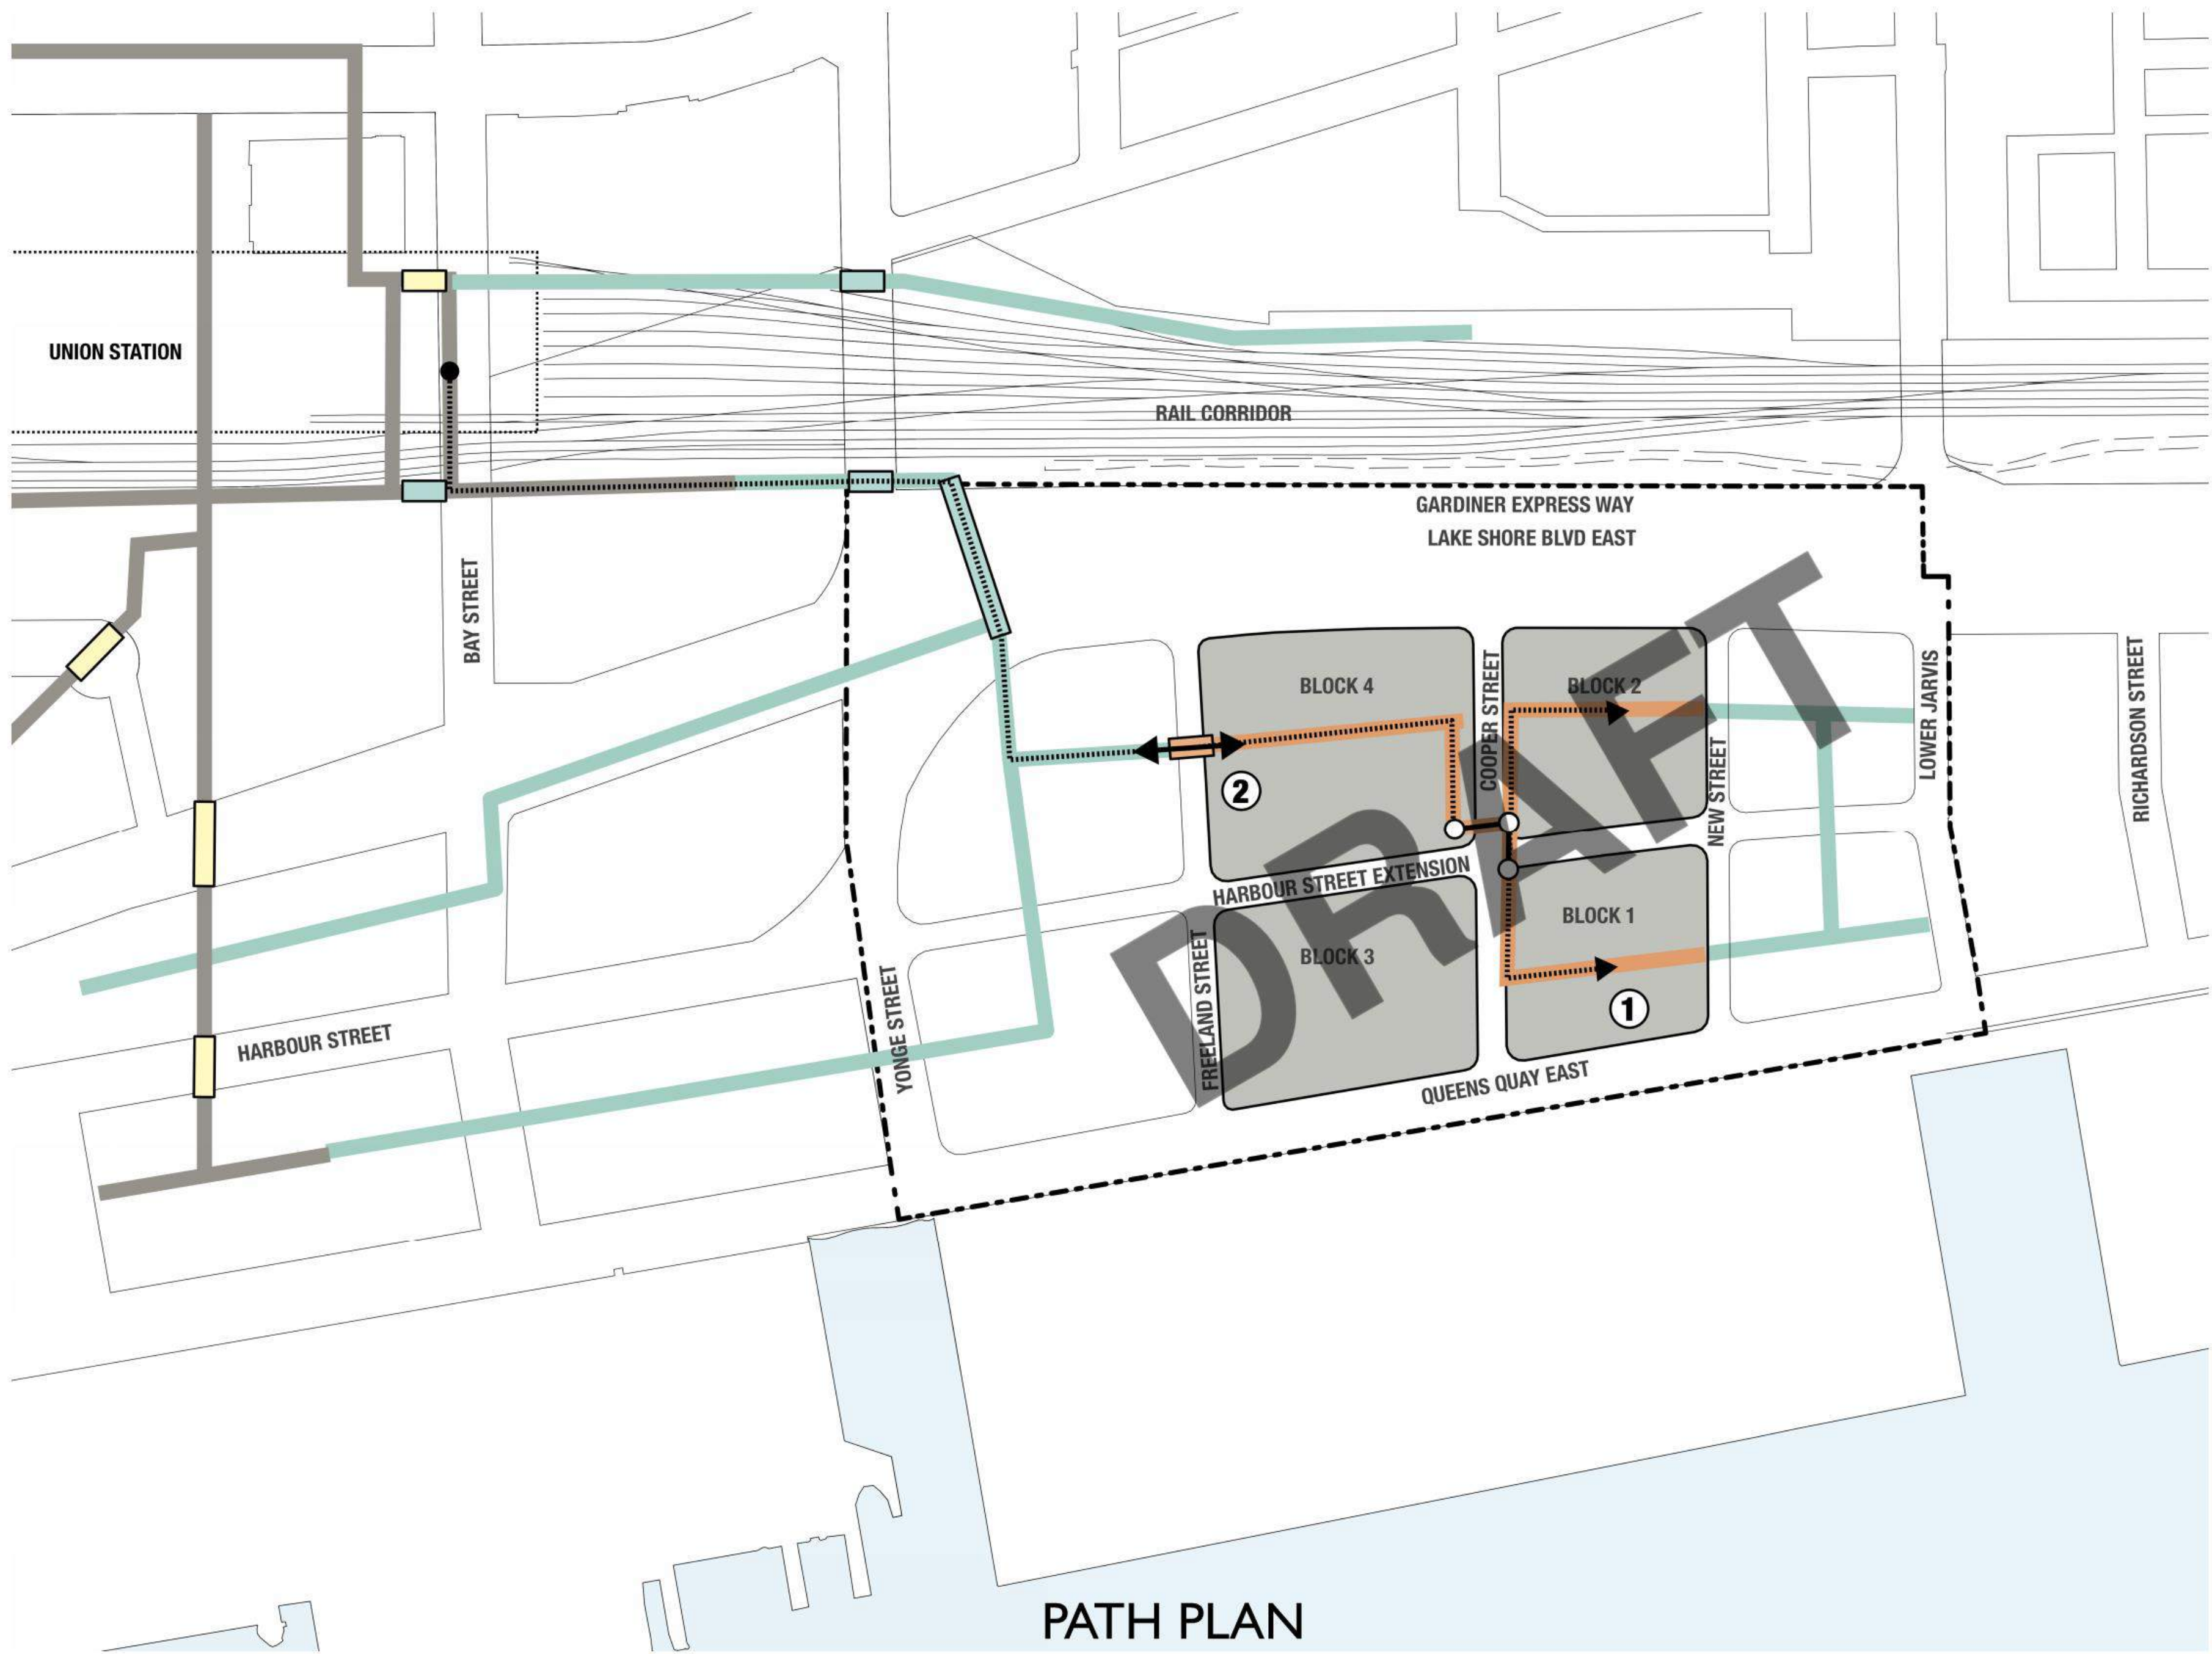 UNION STATION
RAIL CORRIDOR
GARDINER EXPRESS WAY
LAKE SHORE BLVD EAST
BAY STREET
BLOCK 4
COOPER STREET
BLOCK 2
LOWER JARVIS
RICHARDSON STREET
2
NEW STREET
HARBOUR STREET EXTENSION
BLOCK 1
BLOCK 3
FREELAND STREET
1
YONGE STREET
HARBOUR STREET
QUEENS QUAY EAST
DRAFT
PATH PLAN